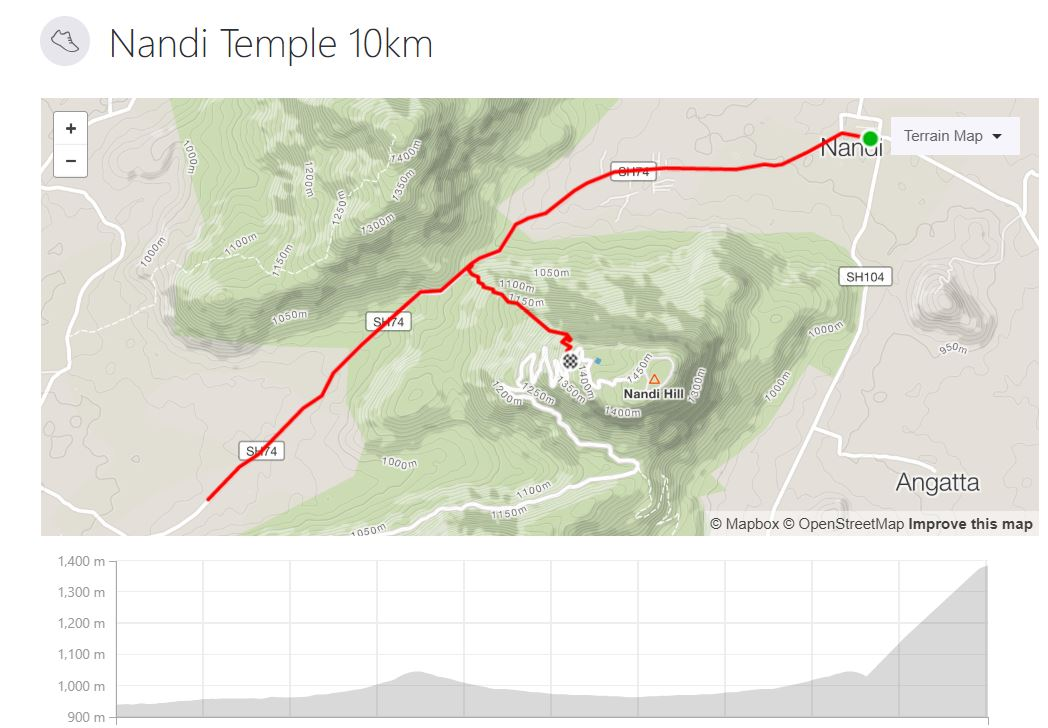 Nandi Temple 10km
+
−
Terrain Map
Nandi
1000m
1200m
1400m
1350m
1250m
1300m
SH74
1000m
1100m
1150m
1050m
1100m
1150m
SH104
1050m
SH74
1000m
950m
1450m
1400m
1300m
1000m
1200m
1250m
1350m
Nandi Hill
1400m
SH74
1000m
Angatta
1100m
1150m
1050m
© Mapbox © OpenStreetMap Improve this map
1,400 m
1,300 m
1,200 m
1,100 m
1,000 m
900 m